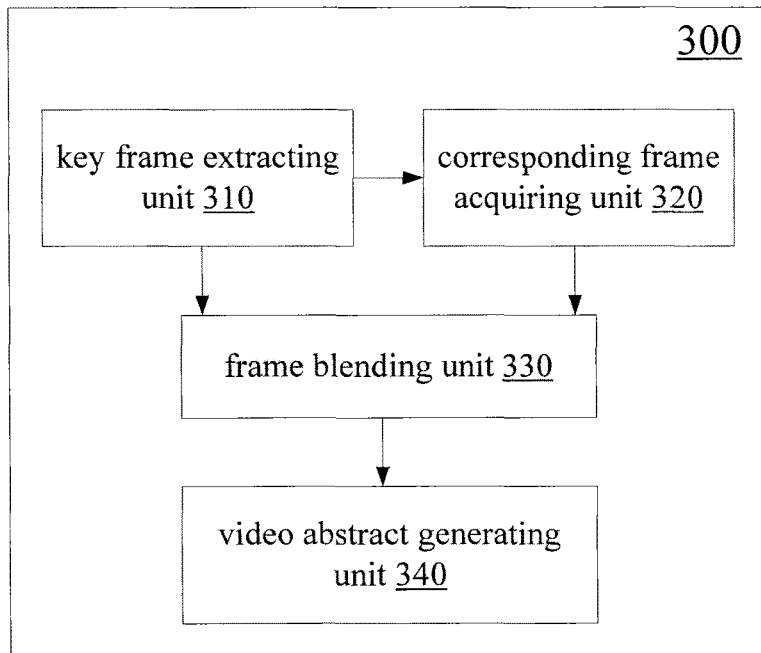 300
key frame extracting
unit 310
corresponding frame
acquiring unit 320
frame blending unit 330
video abstract generating
unit 340